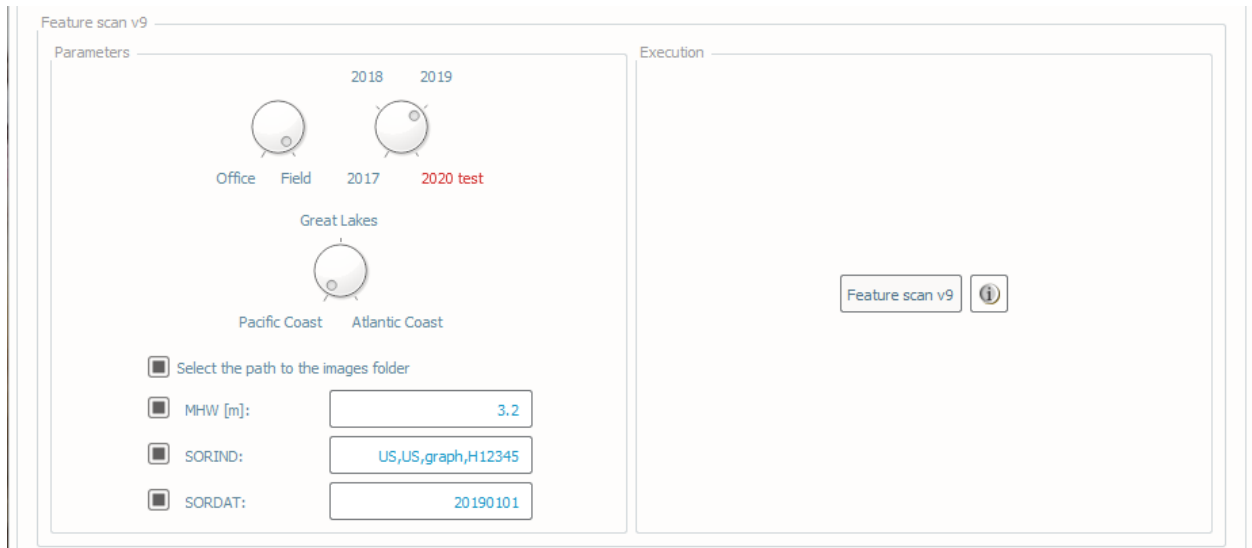 Feature scan v9
Parameters
2018 2019
Office Field 2017 2020 test
Great Lakes
Pacific Coast Atlantic Coast
Select the path to the images folder
MHW [m]: 3.2
SORIND: US,US,graph,H12345
SORDAT: 20190101
Execution
Feature scan v9